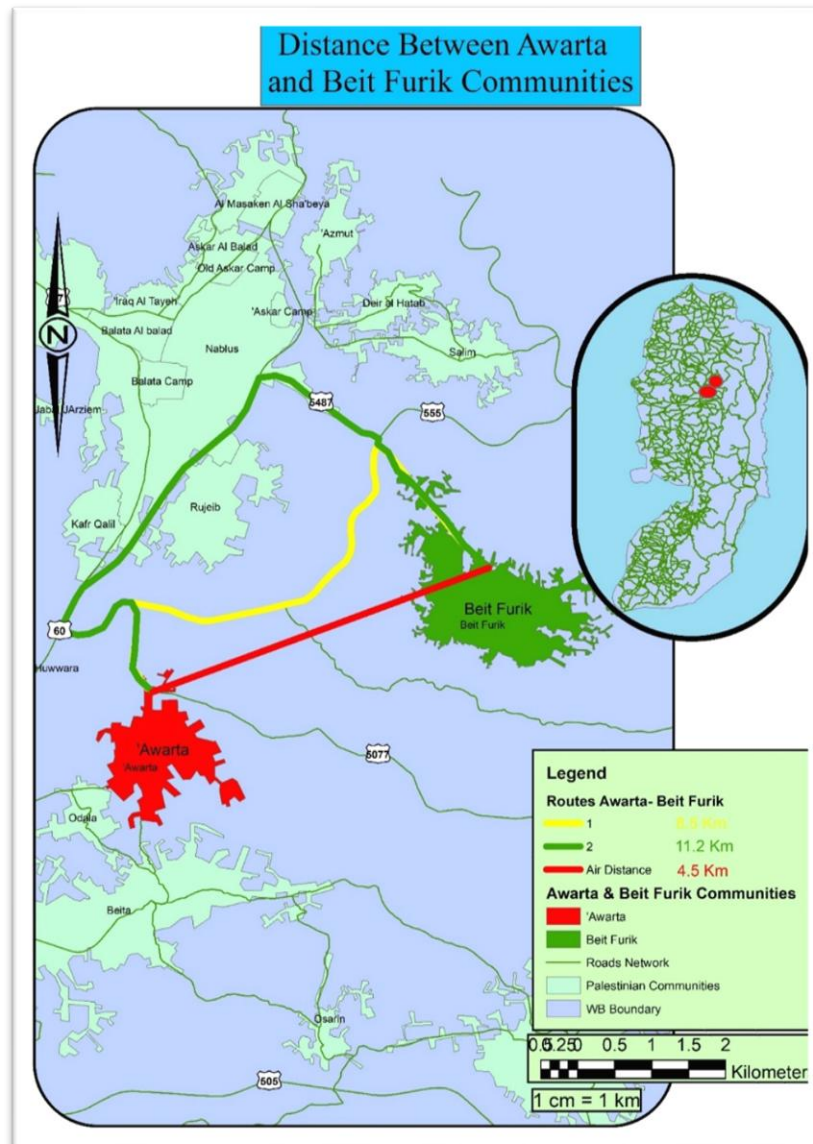 Distance Between Awarta
and Beit Furik Communities
Al Masaken Al Sha'beya
'Azmut
Askar Al Balad
'Old Askar Camp
'Iraq Al Tayeh
'Askar Camp
Deir al Hatab
Balata Al balad
Nablus
Salim
N
Balata Camp
5487
555
Rujeib
Kafr Qalil
Beit Furik
Beit Furik
60
Huwwara
'Awarta
'Awarta
5077
Odala
Beita
Osarin
505
Legend
Routes Awarta- Beit Furik
1
2 11.2 Km
Air Distance 4.5 Km
Awarta & Beit Furik Communities
'Awarta
Beit Furik
Roads Network
Palestinian Communities
WB Boundary
0 0.5 1 1.5 2
Kilometer
1 cm = 1 km